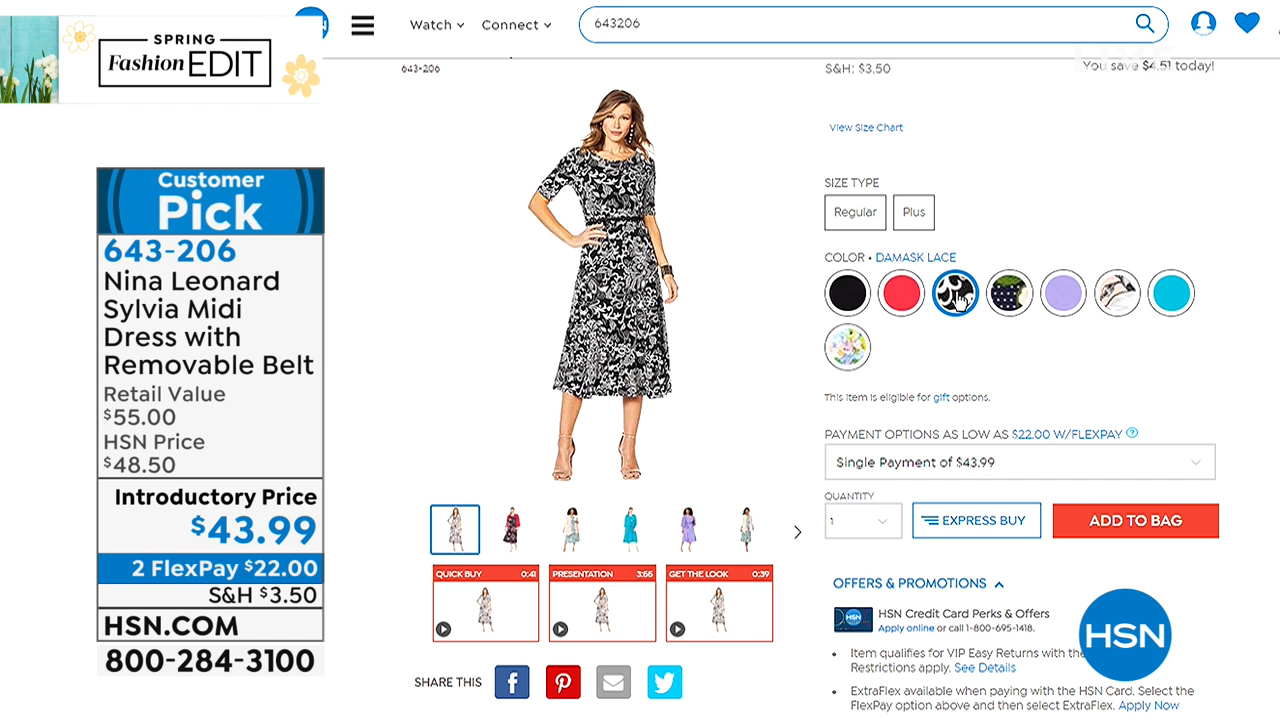 SPRING
Fashion EDIT
Customer
Pick
643-206
Nina Leonard
Sylvia Midi
Dress with
Removable Belt
Retail Value
$55.00
HSN Price
$48.50
Introductory Price
$43.99
2 FlexPay $22.00
S&H $3.50
HSN.COM
800-284-3100
Watch
Connect
643206
643-206
S&H: $3.50
You save $4.51 today!
View Size Chart
SIZE TYPE
Regular
Plus
COLOR • DAMASK LACE
This item is eligible for gift options.
PAYMENT OPTIONS AS LOW AS $22.00 W/FLEXPAY ?
Single Payment of $43.99
QUANTITY
1
EXPRESS BUY
ADD TO BAG
QUICK BUY 0:41
PRESENTATION 3:55
GET THE LOOK 0:39
SHARE THIS
OFFERS & PROMOTIONS
HSN
HSN Credit Card Perks & Offers
Apply online or call 1-800-695-1418.
• Item qualifies for VIP Easy Returns with the
Restrictions apply. See Details
• ExtraFlex available when paying with the HSN Card. Select the
FlexPay option above and then select ExtraFlex. Apply Now
HSN